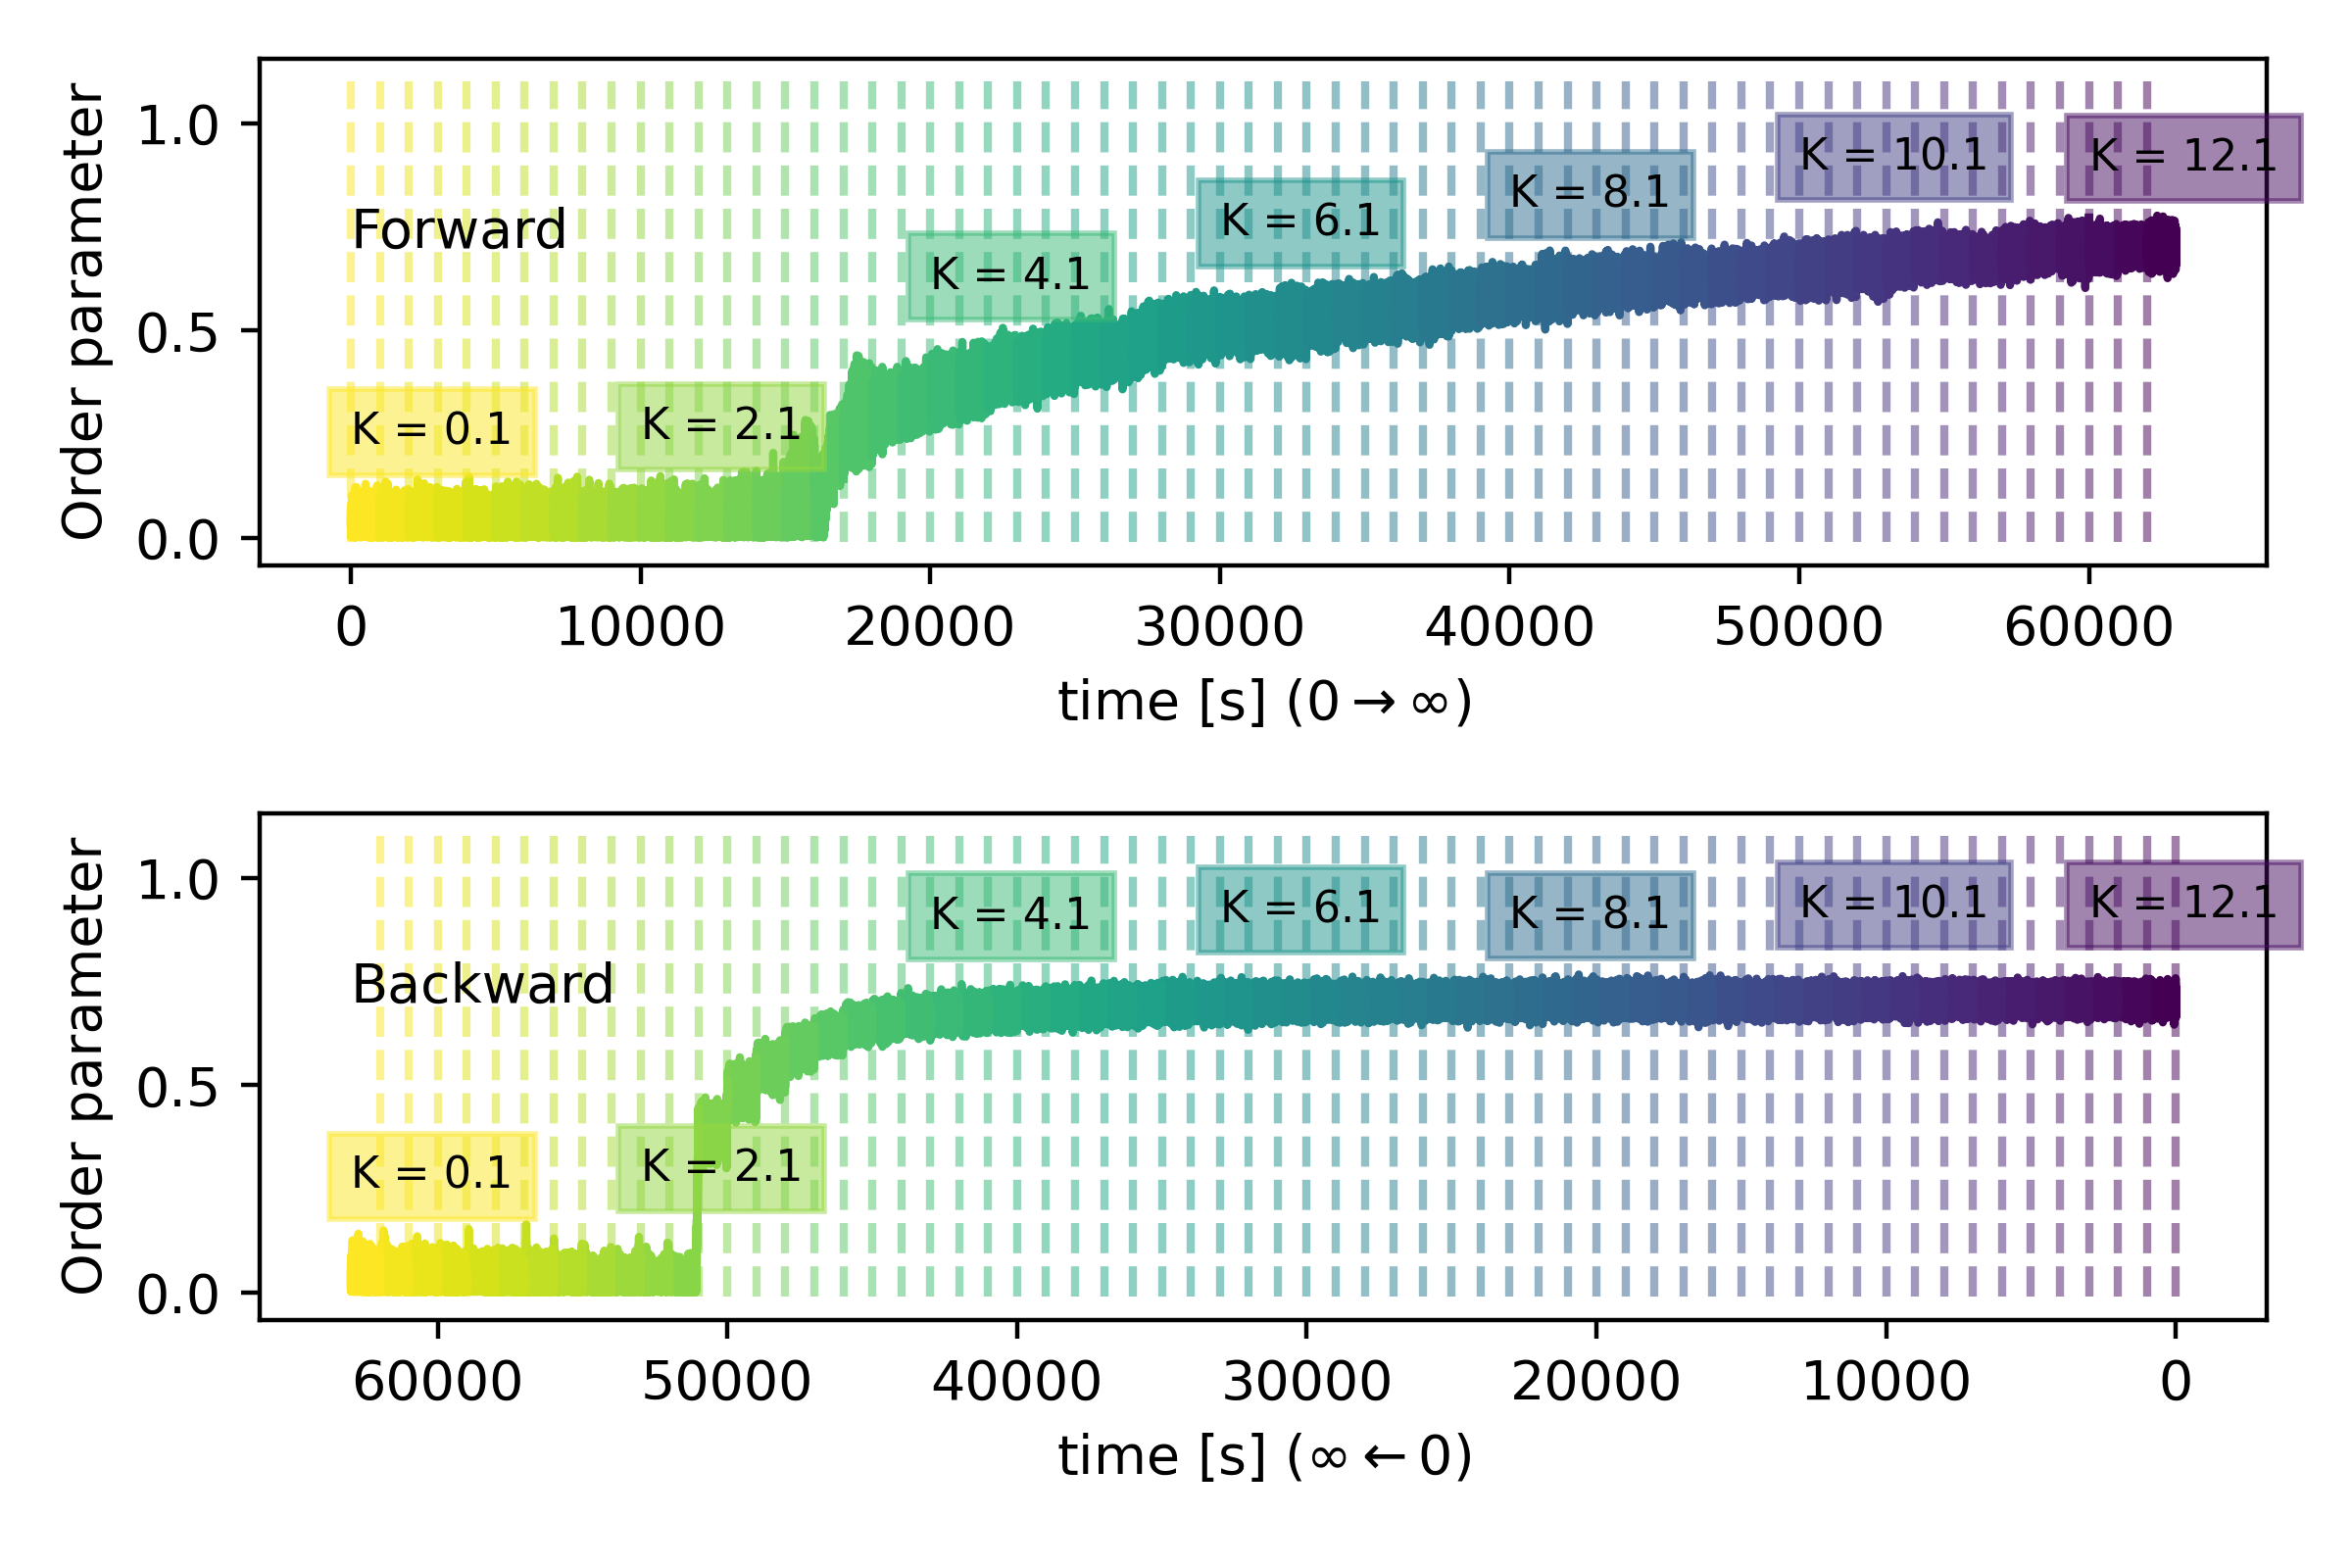 Order parameter
1.0
0.5
0.0
Forward
K = 0.1
K = 2.1
K = 4.1
K = 6.1
K = 8.1
K = 10.1
K = 12.1
0 10000 20000 30000 40000 50000 60000
time [s] (0 → ∞)
Order parameter
1.0
0.5
0.0
Backward
K = 0.1
K = 2.1
K = 4.1
K = 6.1
K = 8.1
K = 10.1
K = 12.1
60000 50000 40000 30000 20000 10000 0
time [s] (∞ ← 0)